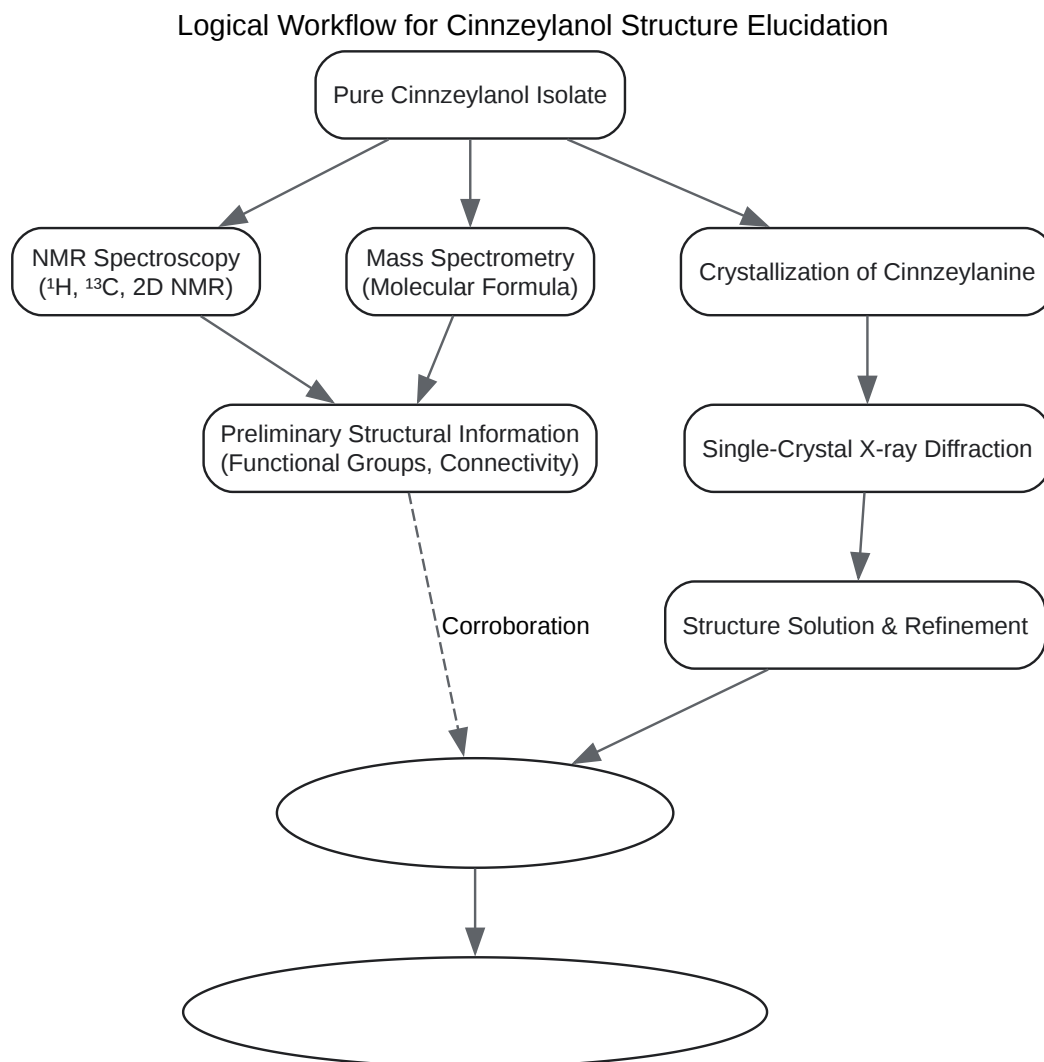 Logical Workflow for Cinnzeylanol Structure Elucidation
Pure Cinnzeylanol Isolate
NMR Spectroscopy
(¹H, ¹³C, 2D NMR)
Mass Spectrometry
(Molecular Formula)
Crystallization of Cinnzeylanine
Preliminary Structural Information
(Functional Groups, Connectivity)
Single-Crystal X-ray Diffraction
Corroboration
Structure Solution & Refinement